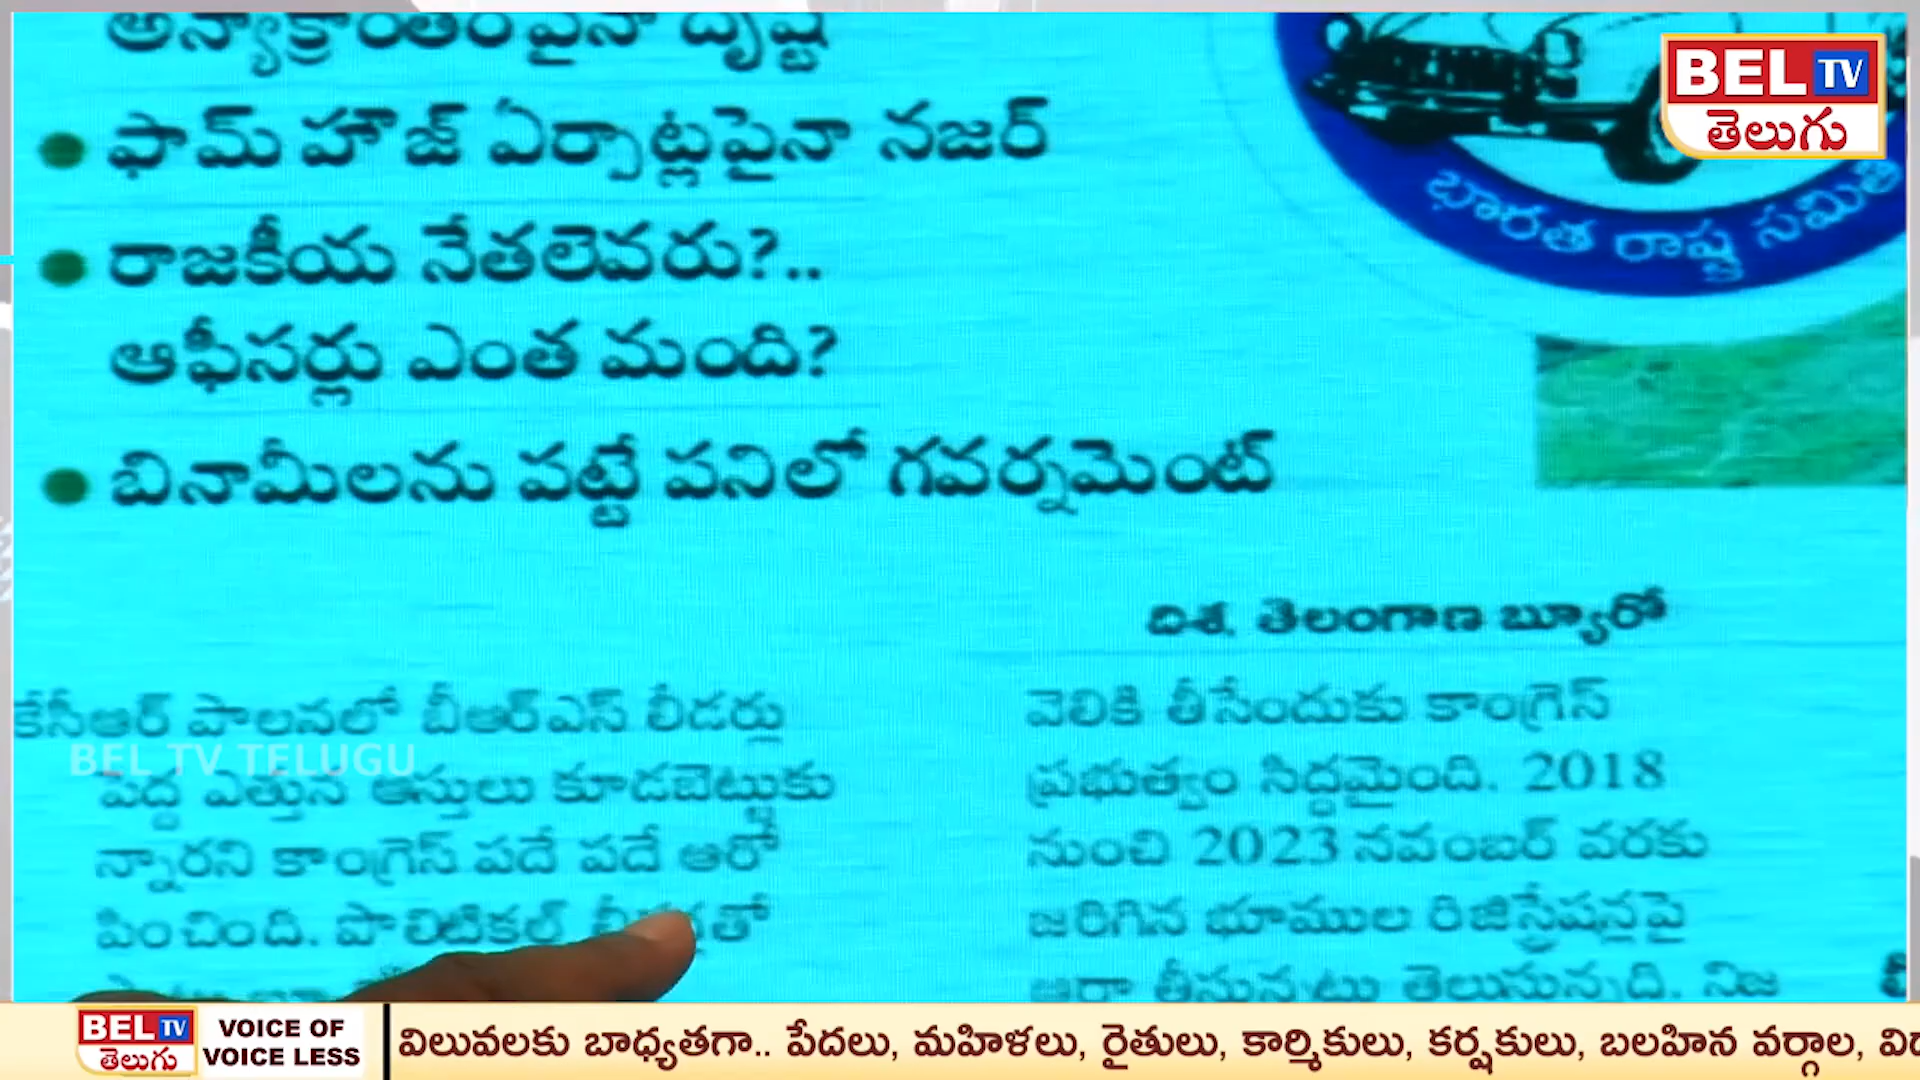 అన్యాక్రాంతంపైనా దృష్టి
ఫామ్ హౌజ్ ఏర్పాట్లపైనా నజర్
రాజకీయ నేతలెవరు?..
ఆఫీసర్లు ఎంత మంది?
బినామీలను పట్టే పనిలో గవర్నమెంట్
భారత రాష్ట్ర సమితి
BEL TV
తెలుగు
దిశ, తెలంగాణ బ్యూరో
కేసీఆర్ పాలనలో బీఆర్ఎస్ లీడర్లు
పెద్ద ఎత్తున ఆస్తులు కూడబెట్టుకు
న్నారని కాంగ్రెస్ పదే పదే ఆరో
పించింది. పొలిటికల్
వెలికి తీసేందుకు కాంగ్రెస్
ప్రభుత్వం సిద్ధమైంది. 2018
నుంచి 2023 నవంబర్ వరకు
జరిగిన భూముల రిజిస్ట్రేషన్లపై
ఆరా తీస్తున్నట్టు తెలుస్తున్నది. నిజ
BEL TV TELUGU
BEL TV
తెలుగు
VOICE OF
VOICE LESS
విలువలకు బాధ్యతగా.. పేదలు, మహిళలు, రైతులు, కార్మికులు, కర్షకులు, బలహీన వర్గాల,